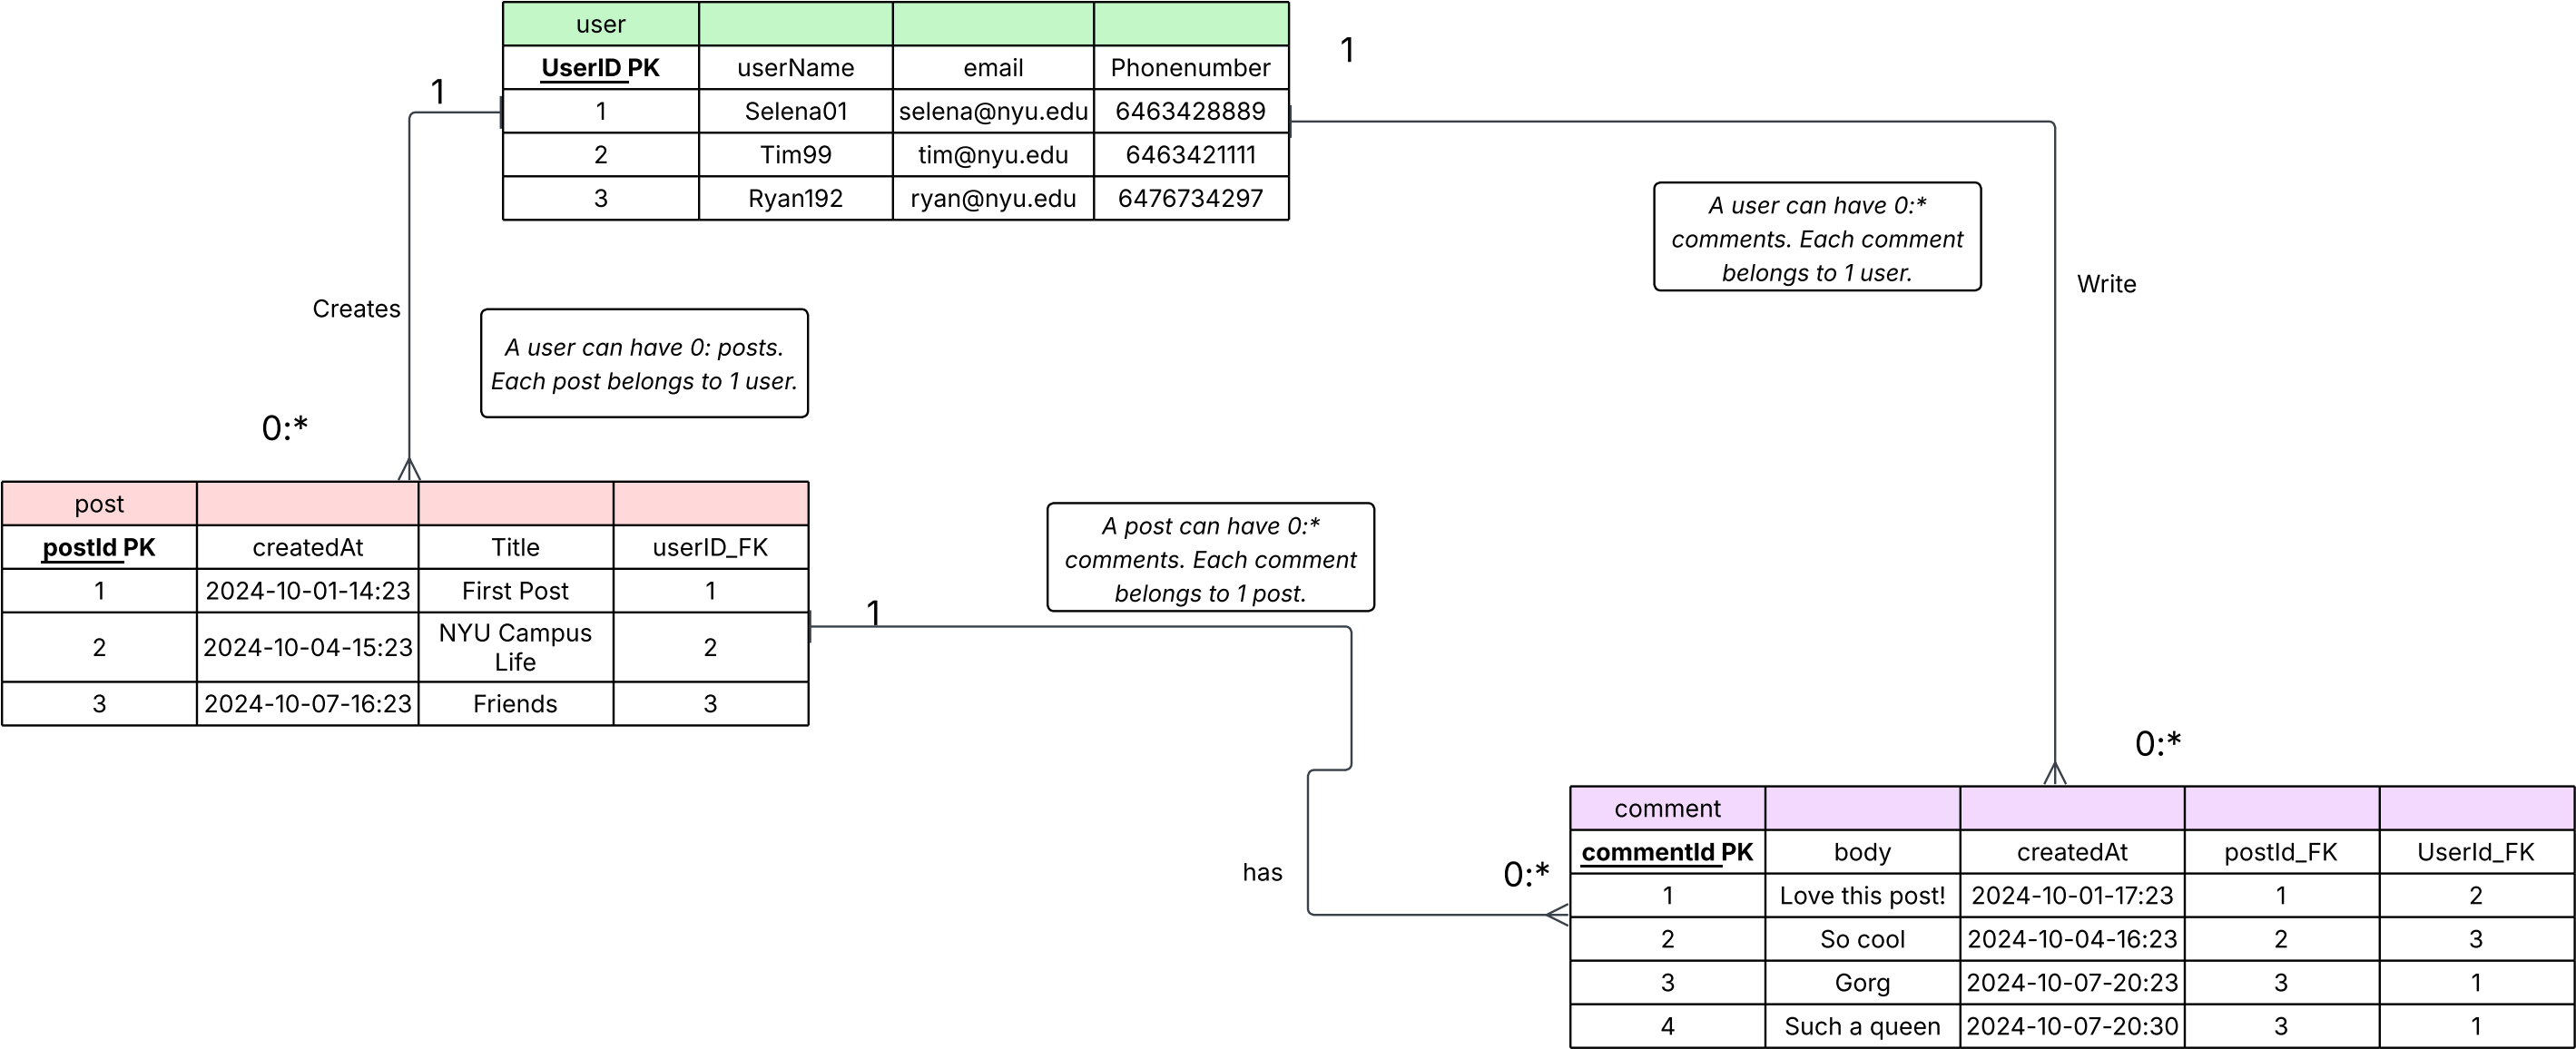 user
UserID PK userName email Phonenumber
1 Selena01 selena@nyu.edu 6463428889
2 Tim99 tim@nyu.edu 6463421111
3 Ryan192 ryan@nyu.edu 6476734297
1
1
A user can have 0:*
comments. Each comment
belongs to 1 user.
Write
Creates
A user can have 0: posts.
Each post belongs to 1 user.
0:*
post
postId PK createdAt Title userID_FK
1 2024-10-01-14:23 First Post 1
2 2024-10-04-15:23 NYU Campus
Life 2
3 2024-10-07-16:23 Friends 3
A post can have 0:*
comments. Each comment
belongs to 1 post.
1
has
0:*
0:*
comment
commentId PK body createdAt postId_FK UserId_FK
1 Love this post! 2024-10-01-17:23 1 2
2 So cool 2024-10-04-16:23 2 3
3 Gorg 2024-10-07-20:23 3 1
4 Such a queen 2024-10-07-20:30 3 1